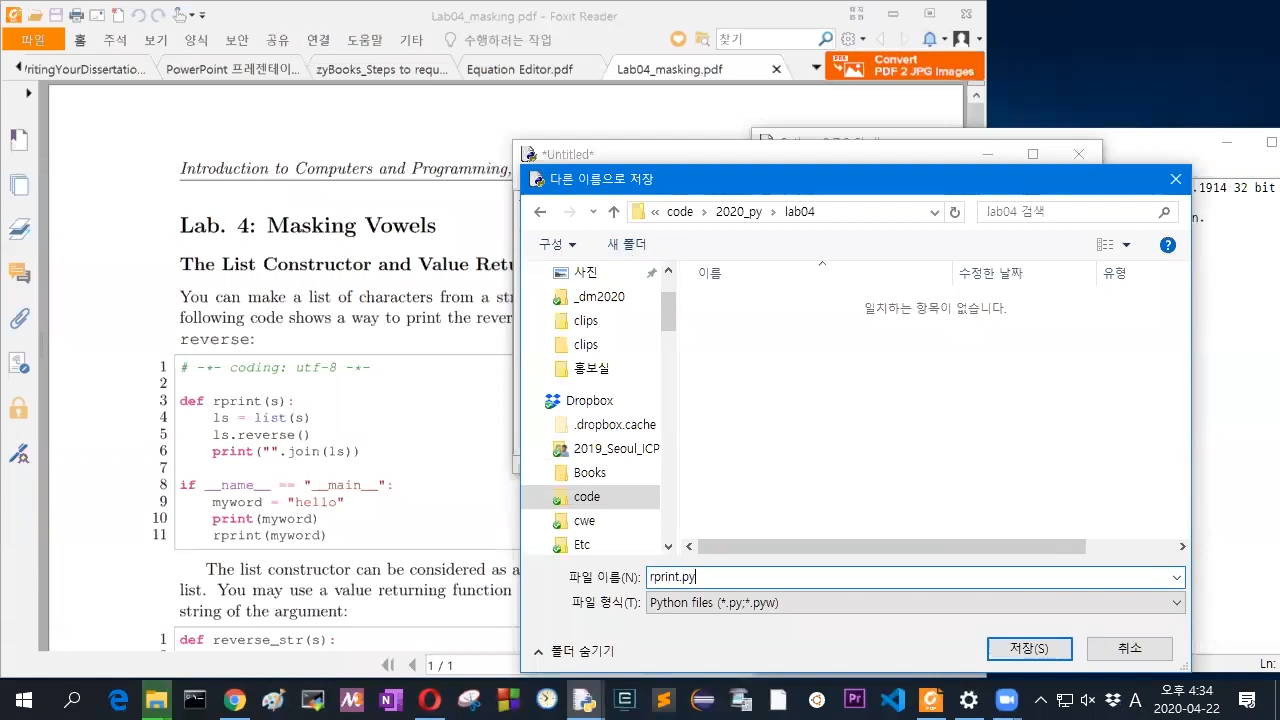 Lab04_masking.pdf - Foxit Reader
파일 홈 주석 보기 양식 보안 공유 연결 도움말 기타 수행하려는 작업 찾기
'ritingYourDissertatio... PowerPoint 프레젠테이... zyBooks_Steps to requ... Equation Editor.pdf Lab04_masking.pdf
FREE
Convert
PDF 2 JPG Images
Introduction to Computers and Programming,
Lab. 4: Masking Vowels
The List Constructor and Value Retu
You can make a list of characters from a str
following code shows a way to print the rever
reverse:
1 # -*- coding: utf-8 -*-
2
3 def rprint(s):
4 ls = list(s)
5 ls.reverse()
6 print("".join(ls))
7
8 if __name__ == "__main__":
9 myword = "hello"
10 print(myword)
11 rprint(myword)
The list constructor can be considered as a
list. You may use a value returning function
string of the argument:
1 def reverse_str(s):
1 / 1
*Untitled*
.1914 32 bit
n.
Ln:
다른 이름으로 저장
« code › 2020_py › lab04
lab04 검색
구성 새 폴더
사진
_dm2020
clips
clips
홍보실
Dropbox
.dropbox.cache
2019_Seoul_ICP
Books
code
cwe
Etc
이름 수정한 날짜 유형
일치하는 항목이 없습니다.
파일 이름(N): rprint.py
파일 형식(T): Python files (*.py;*.pyw)
폴더 숨기기
저장(S) 취소
A
오후 4:34
2020-04-22